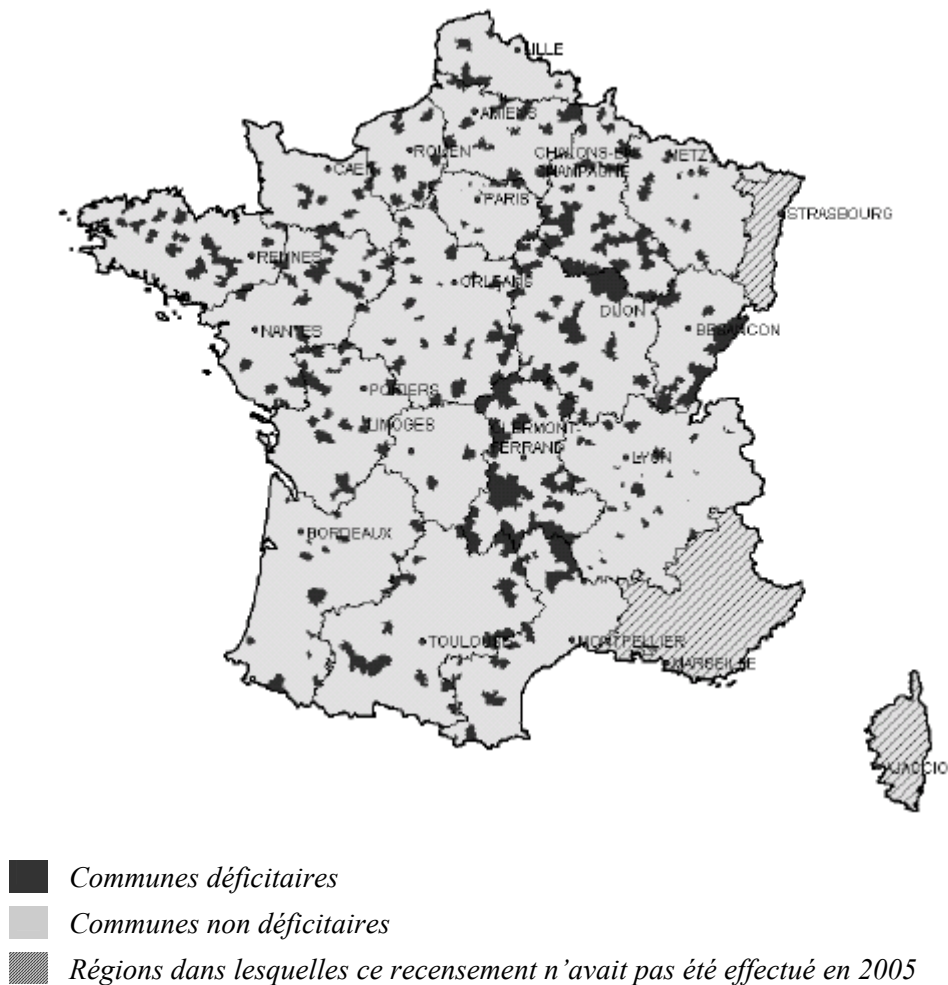 LILLE
AMIENS
ROUEN
CHALONS-EN
CHAMPAGNE
METZ
CAEN
PARIS
STRASBOURG
RENNES
ORLEANS
DIJON
NANTES
BESANCON
POITIERS
LIMOGES
CLERMONT-
FERRAND
LYON
BORDEAUX
TOULOUSE
MONTPELLIER
MARSEILLE
AJACCIO
Communes déficitaires
Communes non déficitaires
Régions dans lesquelles ce recensement n’avait pas été effectué en 2005